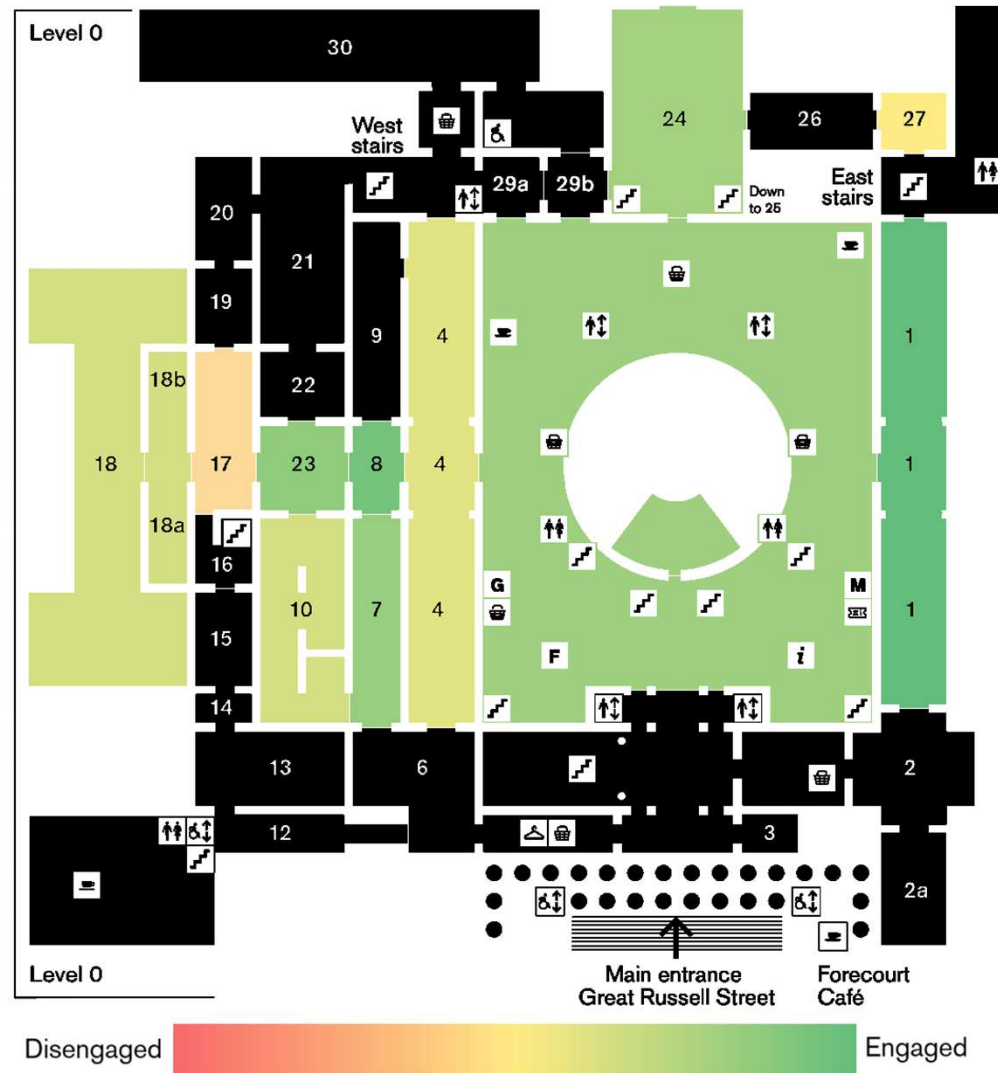 Level 0
30
West
stairs
24
26
27
29a
29b
Down
to 25
East
stairs
20
21
19
9
4
1
18b
22
18
17
23
8
4
1
18a
16
10
7
4
G
M
1
15
F
i
14
13
6
2
12
3
2a
Level 0
Main entrance
Great Russell Street
Forecourt
Café
Disengaged
Engaged